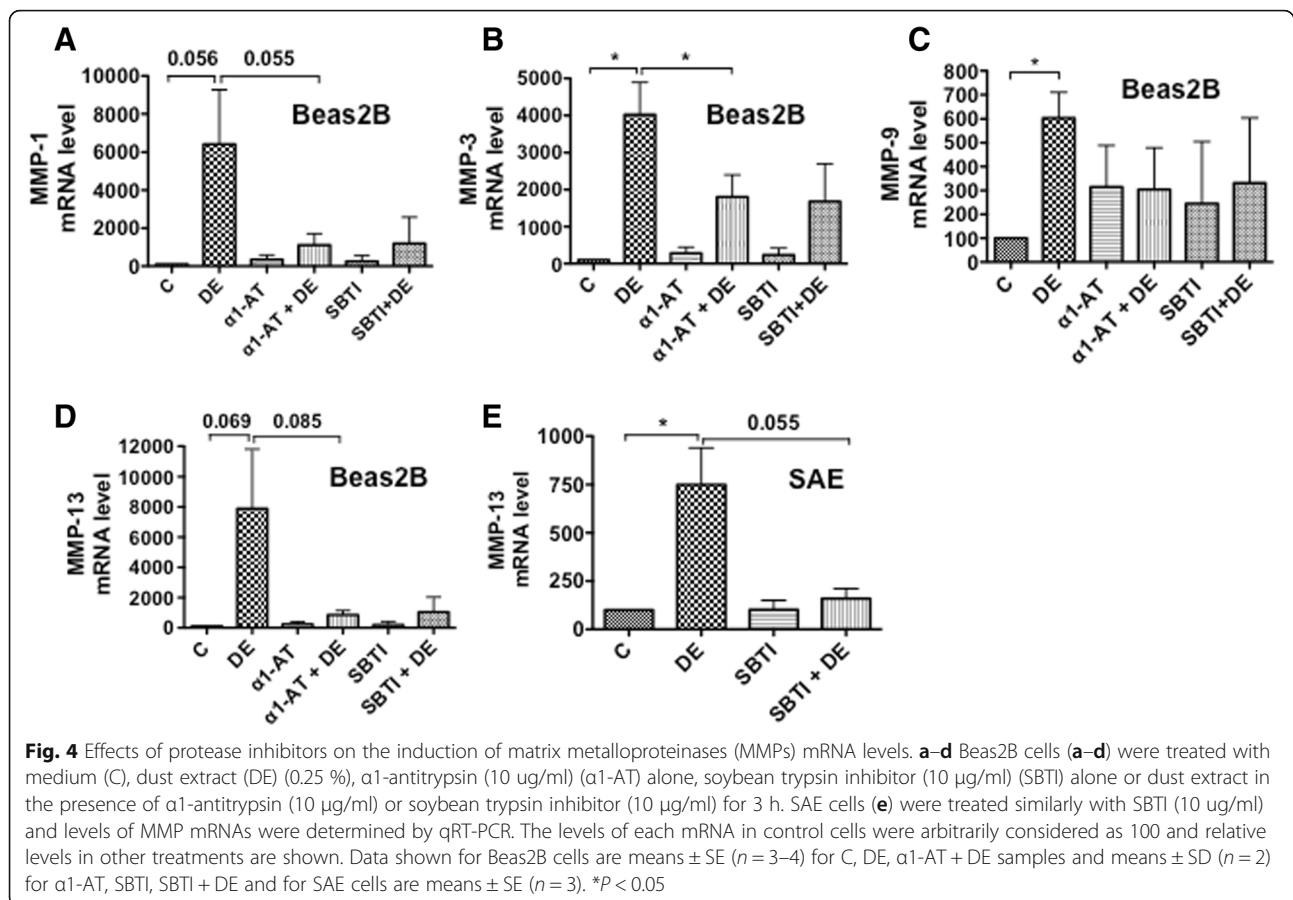 A
0.056
0.055
Beas2B
MMP-1
mRNA level
10000
8000
6000
4000
2000
0
C
DE
α1-AT
α1-AT + DE
SBTI
SBTI+DE
B
*
*
Beas2B
MMP-3
mRNA level
5000
4000
3000
2000
1000
0
C
DE
α1-AT
α1-AT + DE
SBTI
SBTI+DE
C
*
Beas2B
MMP-9
mRNA level
800
700
600
500
400
300
200
100
0
C
DE
α1-AT
α1-AT + DE
SBTI
SBTI+DE
D
0.069
0.085
Beas2B
MMP-13
mRNA level
12000
10000
8000
6000
4000
2000
0
C
DE
α1-AT
α1-AT + DE
SBTI
SBTI + DE
E
*
0.055
SAE
MMP-13
mRNA level
1000
750
500
250
0
C
DE
SBTI
SBTI + DE
Fig. 4 Effects of protease inhibitors on the induction of matrix metalloproteinases (MMPs) mRNA levels. a–d Beas2B cells (a–d) were treated with
medium (C), dust extract (DE) (0.25 %), α1-antitrypsin (10 ug/ml) (α1-AT) alone, soybean trypsin inhibitor (10 μg/ml) (SBTI) alone or dust extract in
the presence of α1-antitrypsin (10 μg/ml) or soybean trypsin inhibitor (10 μg/ml) for 3 h. SAE cells (e) were treated similarly with SBTI (10 ug/ml)
and levels of MMP mRNAs were determined by qRT-PCR. The levels of each mRNA in control cells were arbitrarily considered as 100 and relative
levels in other treatments are shown. Data shown for Beas2B cells are means ± SE (n = 3–4) for C, DE, α1-AT + DE samples and means ± SD (n = 2)
for α1-AT, SBTI, SBTI + DE and for SAE cells are means ± SE (n = 3). *P < 0.05